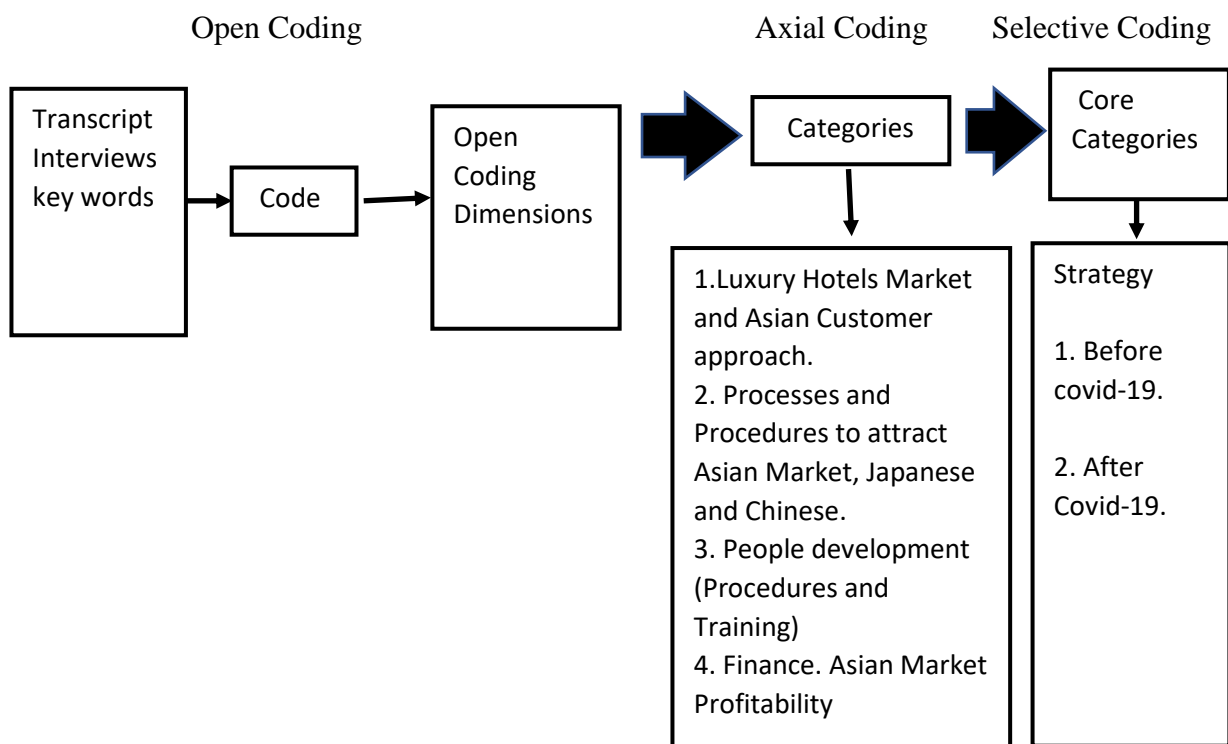 Open Coding
Axial Coding
Selective Coding
Transcript
Interviews
key words
Code
Open
Coding
Dimensions
Categories
Core
Categories
1.Luxury Hotels Market
and Asian Customer
approach.
2. Processes and
Procedures to attract
Asian Market, Japanese
and Chinese.
3. People development
(Procedures and
Training)
4. Finance. Asian Market
Profitability
Strategy
1. Before
covid-19.
2. After
Covid-19.